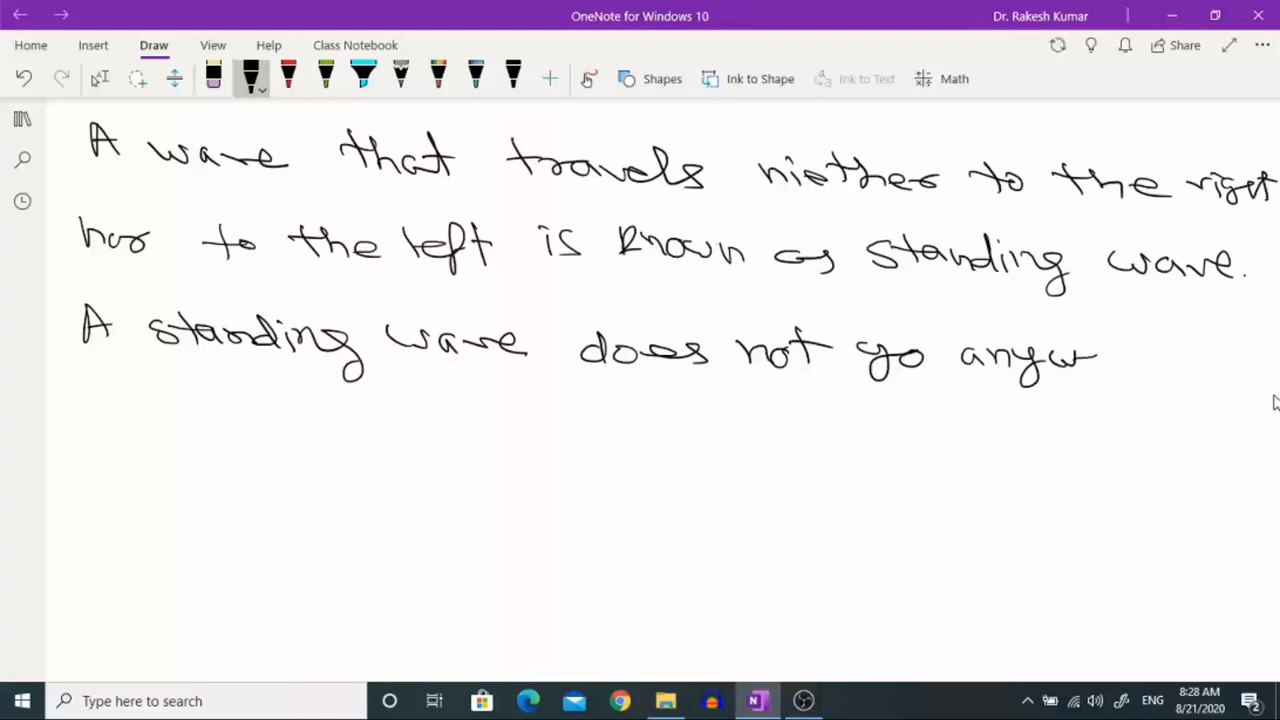 OneNote for Windows 10
Dr. Rakesh Kumar
Home Insert Draw View Help Class Notebook
Share
Shapes Ink to Shape Ink to Text Math
A wave that travels niether to the right
nor to the left is known as standing wave.
A standing wave does not go anyw
Type here to search
ENG
8:28 AM
8/21/2020
2